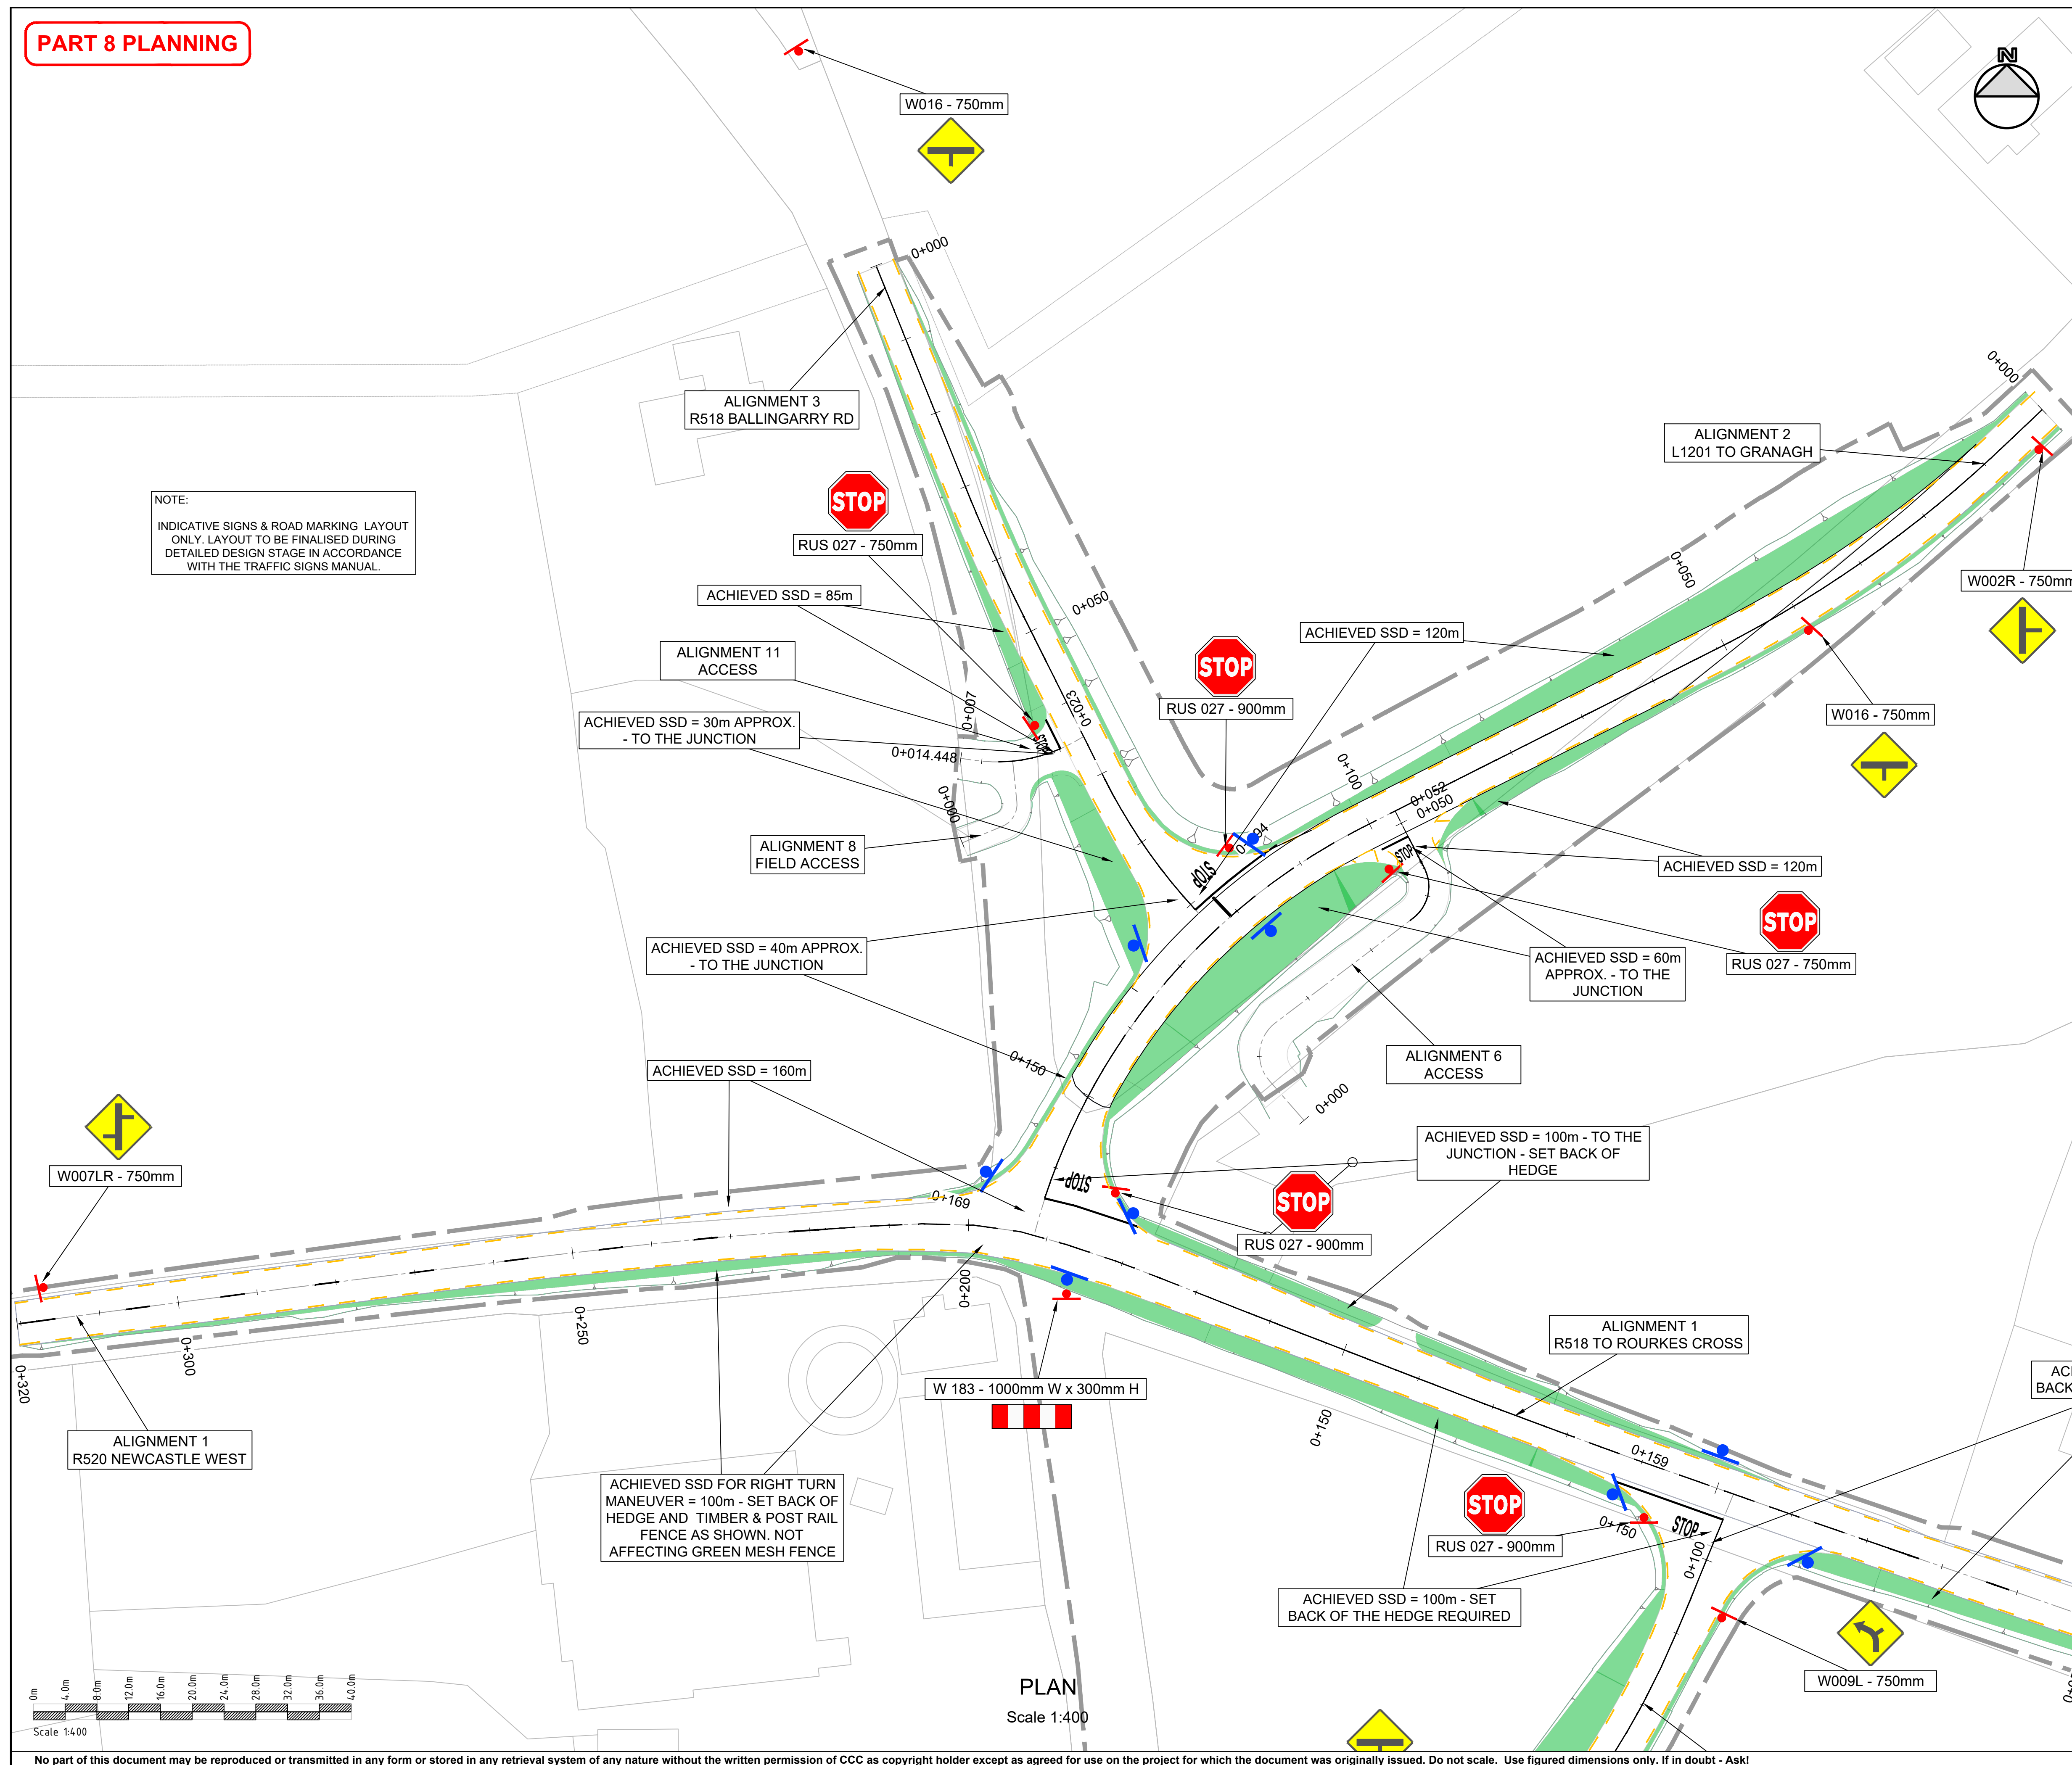 PART 8 PLANNING
N
W016 - 750mm
0+000
ALIGNMENT 3
R518 BALLINGARRY RD
0+000
ALIGNMENT 2
L1201 TO GRANAGH
NOTE:
INDICATIVE SIGNS & ROAD MARKING LAYOUT
ONLY. LAYOUT TO BE FINALISED DURING
DETAILED DESIGN STAGE IN ACCORDANCE
WITH THE TRAFFIC SIGNS MANUAL.
STOP
RUS 027 - 750mm
0+050
W002R - 750mm
ACHIEVED SSD = 85m
0+050
ACHIEVED SSD = 120m
ALIGNMENT 11
ACCESS
STOP
RUS 027 - 900mm
0+007
0+023
W016 - 750mm
ACHIEVED SSD = 30m APPROX.
- TO THE JUNCTION
STOP
0+014.448
0+000
0+100
0+052
0+050
ALIGNMENT 8
FIELD ACCESS
94
STOP
STOP
ACHIEVED SSD = 120m
STOP
RUS 027 - 750mm
ACHIEVED SSD = 40m APPROX.
- TO THE JUNCTION
ACHIEVED SSD = 60m
APPROX. - TO THE
JUNCTION
0+150
ALIGNMENT 6
ACCESS
0+000
ACHIEVED SSD = 160m
W007LR - 750mm
ACHIEVED SSD = 100m - TO THE
JUNCTION - SET BACK OF
HEDGE
STOP
0+169
STOP
RUS 027 - 900mm
0+200
0+250
0+300
0+320
ALIGNMENT 1
R518 TO ROURKES CROSS
W 183 - 1000mm W x 300mm H
AC
BACK
0+150
0+159
ALIGNMENT 1
R520 NEWCASTLE WEST
ACHIEVED SSD FOR RIGHT TURN
MANEUVER = 100m - SET BACK OF
HEDGE AND TIMBER & POST RAIL
FENCE AS SHOWN. NOT
AFFECTING GREEN MESH FENCE
STOP
RUS 027 - 900mm
0+150
STOP
0+100
ACHIEVED SSD = 100m - SET
BACK OF THE HEDGE REQUIRED
W009L - 750mm
0m 4.0m 8.0m 12.0m 16.0m 20.0m 24.0m 28.0m 32.0m 36.0m 40.0m
Scale 1:400
PLAN
Scale 1:400
No part of this document may be reproduced or transmitted in any form or stored in any retrieval system of any nature without the written permission of CCC as copyright holder except as agreed for use on the project for which the document was originally issued. Do not scale. Use figured dimensions only. If in doubt - Ask!